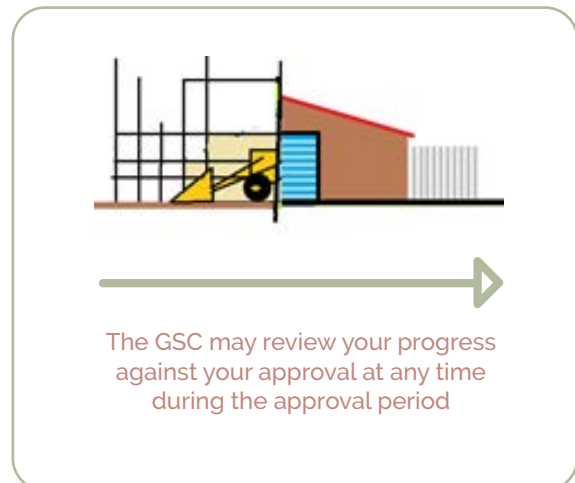 The GSC may review your progress
against your approval at any time
during the approval period